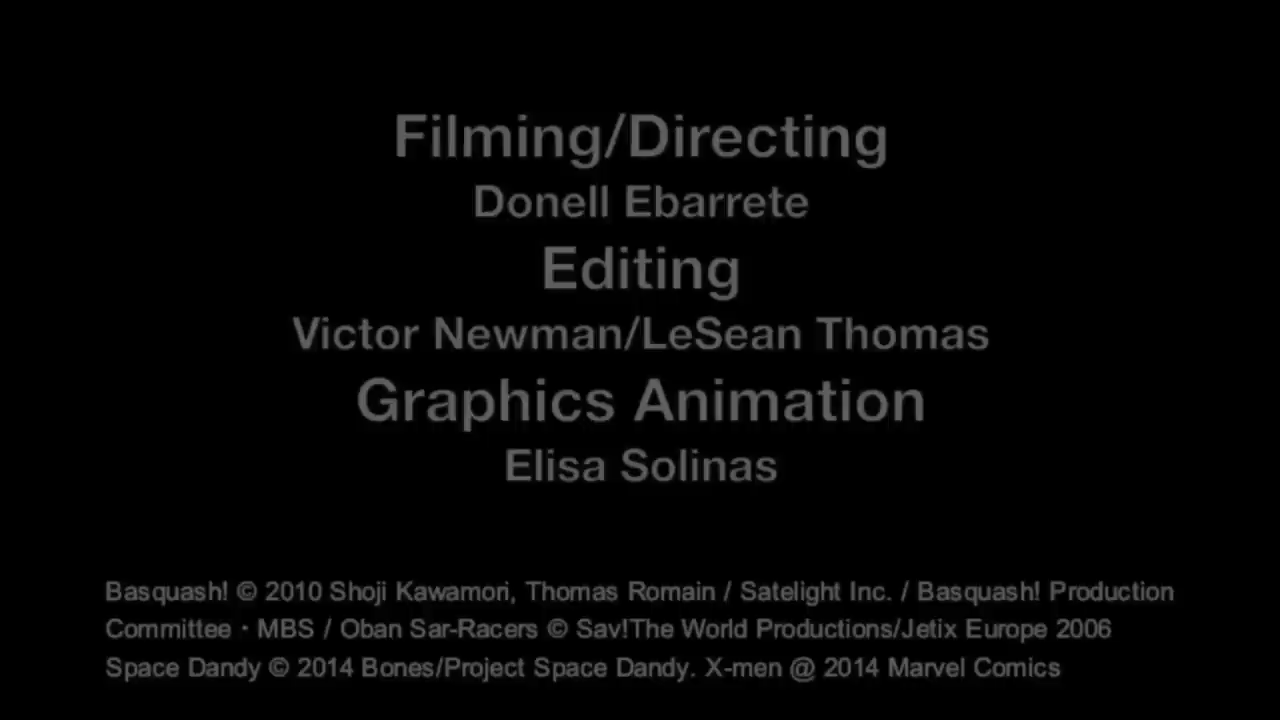 Filming/Directing
Donell Ebarrete
Editing
Victor Newman/LeSean Thomas
Graphics Animation
Elisa Solinas
Basquash! © 2010 Shoji Kawamori, Thomas Romain / Satelight Inc. / Basquash! Production
Committee・MBS / Oban Sar-Racers © Sav!The World Productions/Jetix Europe 2006
Space Dandy © 2014 Bones/Project Space Dandy. X-men @ 2014 Marvel Comics